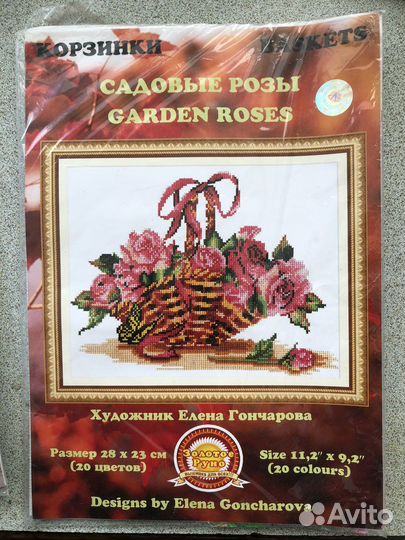 КОРЗИНКИ BASKETS
САДОВЫЕ РОЗЫ
GARDEN ROSES
Художник Елена Гончарова
Размер 28 х 23 см
(20 цветов)
Золотое
Руно
Size 11,2" x 9,2"
(20 colours)
Designs by Elena Goncharova
Avito